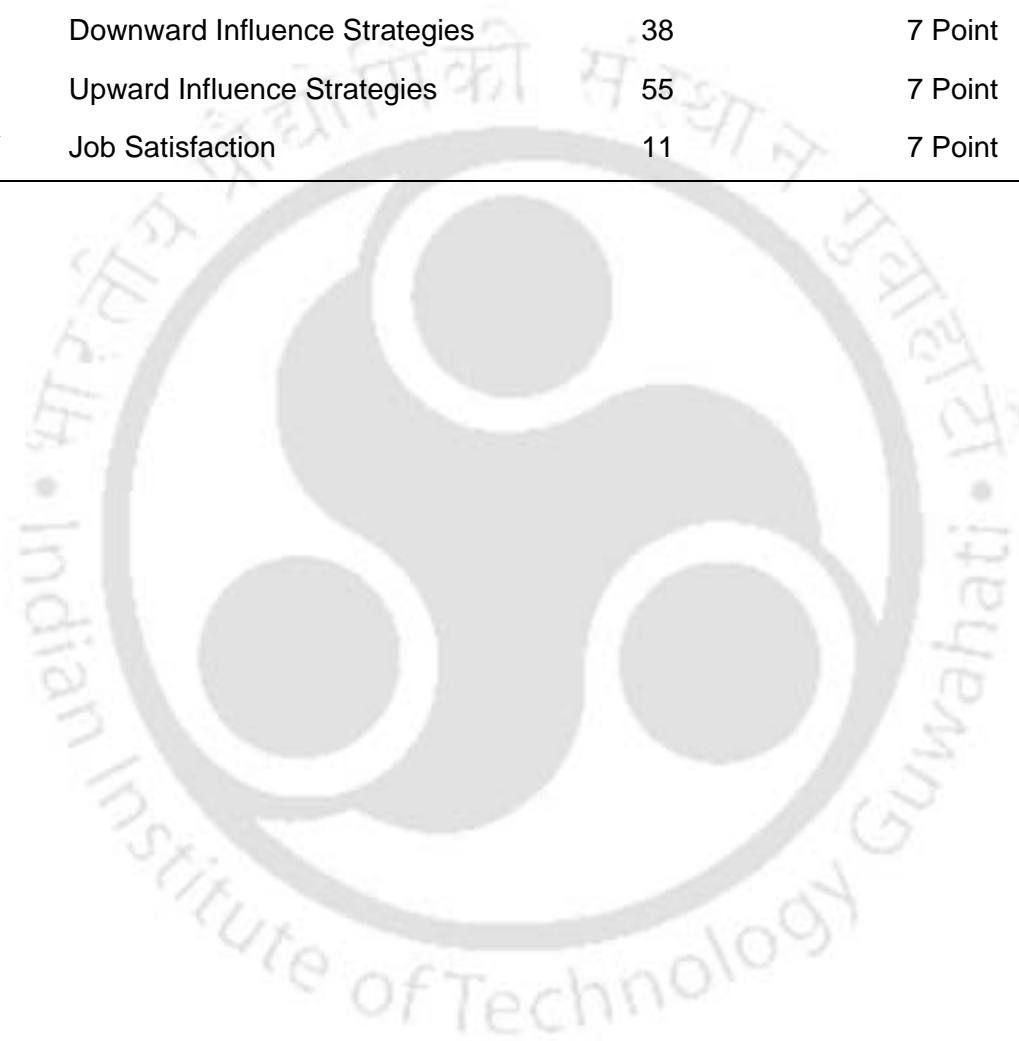 Downward Influence Strategies 38 7 Point
Upward Influence Strategies 55 7 Point
Job Satisfaction 11 7 Point
भारतीय प्रौद्योगिकी संस्थान गुवाहाटी
Indian Institute of Technology Guwahati